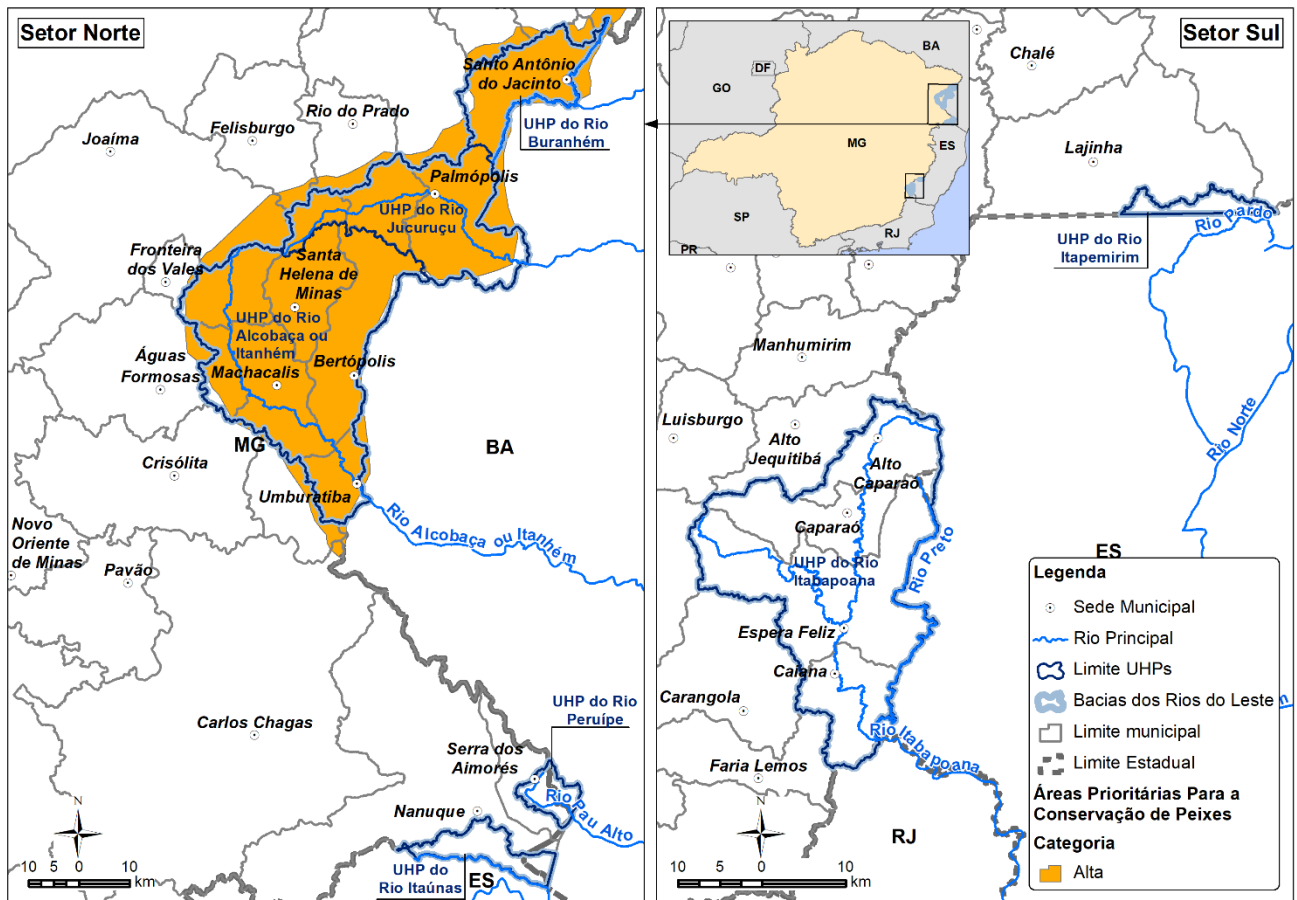 Setor Norte
Santo Antônio
do Jacinto
Rio do Prado
Felisburgo
Joaíma
UHP do Rio
Buranhém
Palmópolis
UHP do Rio
Jucuruçu
Fronteira
dos Vales
Santa
Helena de
Minas
UHP do Rio
Alcobaça ou
Itanhém
Águas
Formosas
Machacalis
Bertópolis
MG
BA
Crisólita
Umburatiba
Rio Alcobaça ou Itanhém
Novo
Oriente
de Minas
Pavão
UHP do Rio
Peruípe
Carlos Chagas
Serra dos
Aimorés
Rio Pau Alto
Nanuque
UHP do
Rio Itaúnas
ES
N
10 5 0 10
km
Setor Sul
BA
DF
GO
MG
ES
SP
RJ
PR
Chalé
Lajinha
Rio Pardo
UHP do Rio
Itapemirim
Manhumirim
Luisburgo
Alto
Jequitibá
Alto
Caparaó
Rio Norte
Caparaó
UHP do Rio
Itabapoana
Rio Preto
ES
Espera Feliz
Caiana
Carangola
Rio Itabapoana
Faria Lemos
RJ
N
10 5 0 10
km
Legenda
Sede Municipal
Rio Principal
Limite UHPs
Bacias dos Rios do Leste
Limite municipal
Limite Estadual
Áreas Prioritárias Para a
Conservação de Peixes
Categoria
Alta